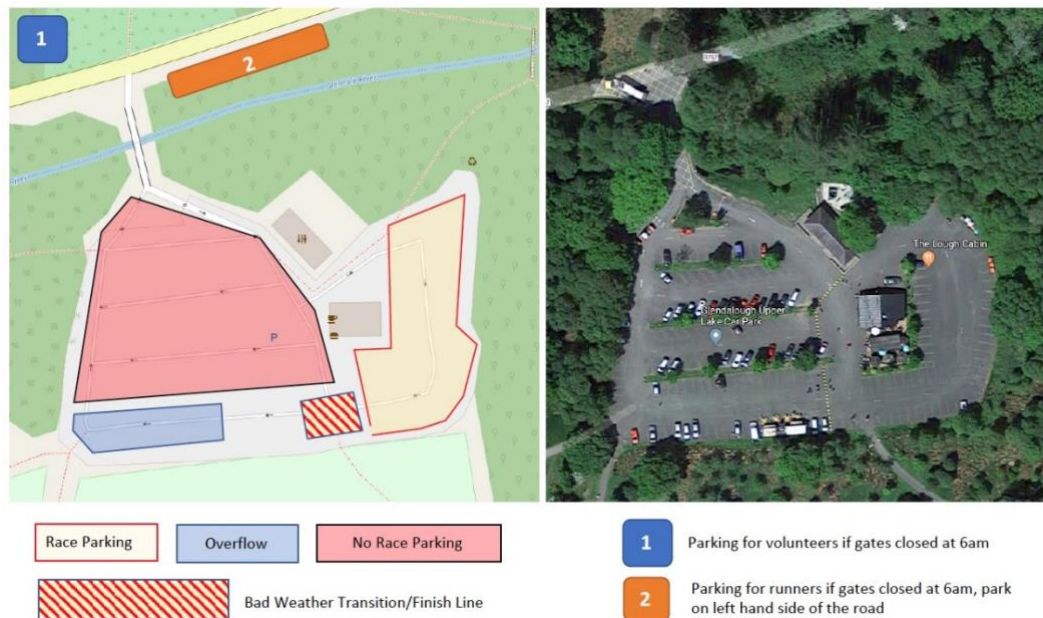 1
2
P
The Lough Cabin
Glendalough Upper
Lake Car Park
Race Parking
Overflow
No Race Parking
Bad Weather Transition/Finish Line
1
Parking for volunteers if gates closed at 6am
2
Parking for runners if gates closed at 6am, park
on left hand side of the road